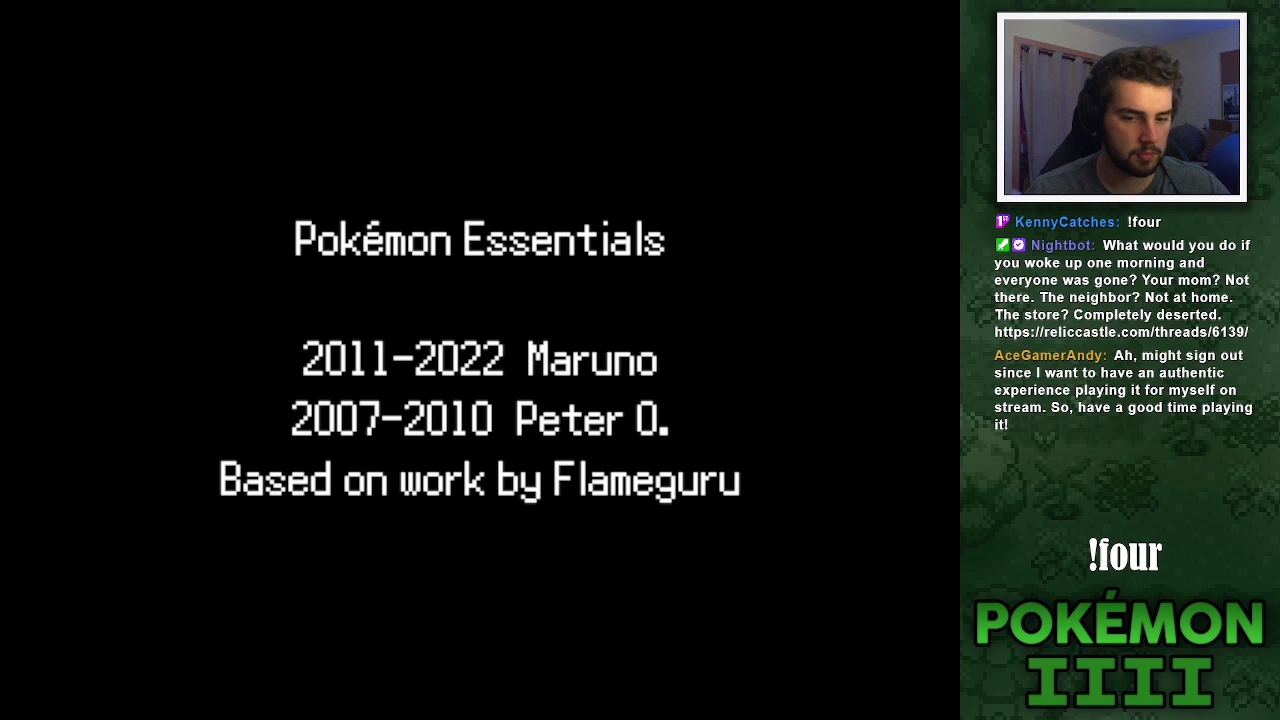 Pokémon Essentials
2011-2022 Maruno
2007-2010 Peter O.
Based on work by Flameguru
KennyCatches: !four
Nightbot: What would you do if
you woke up one morning and
everyone was gone? Your mom? Not
there. The neighbor? Not at home.
The store? Completely deserted.
https://reliccastle.com/threads/6139/
AceGamerAndy: Ah, might sign out
since I want to have an authentic
experience playing it for myself on
stream. So, have a good time playing
it!
!four
POKÉMON
IIII